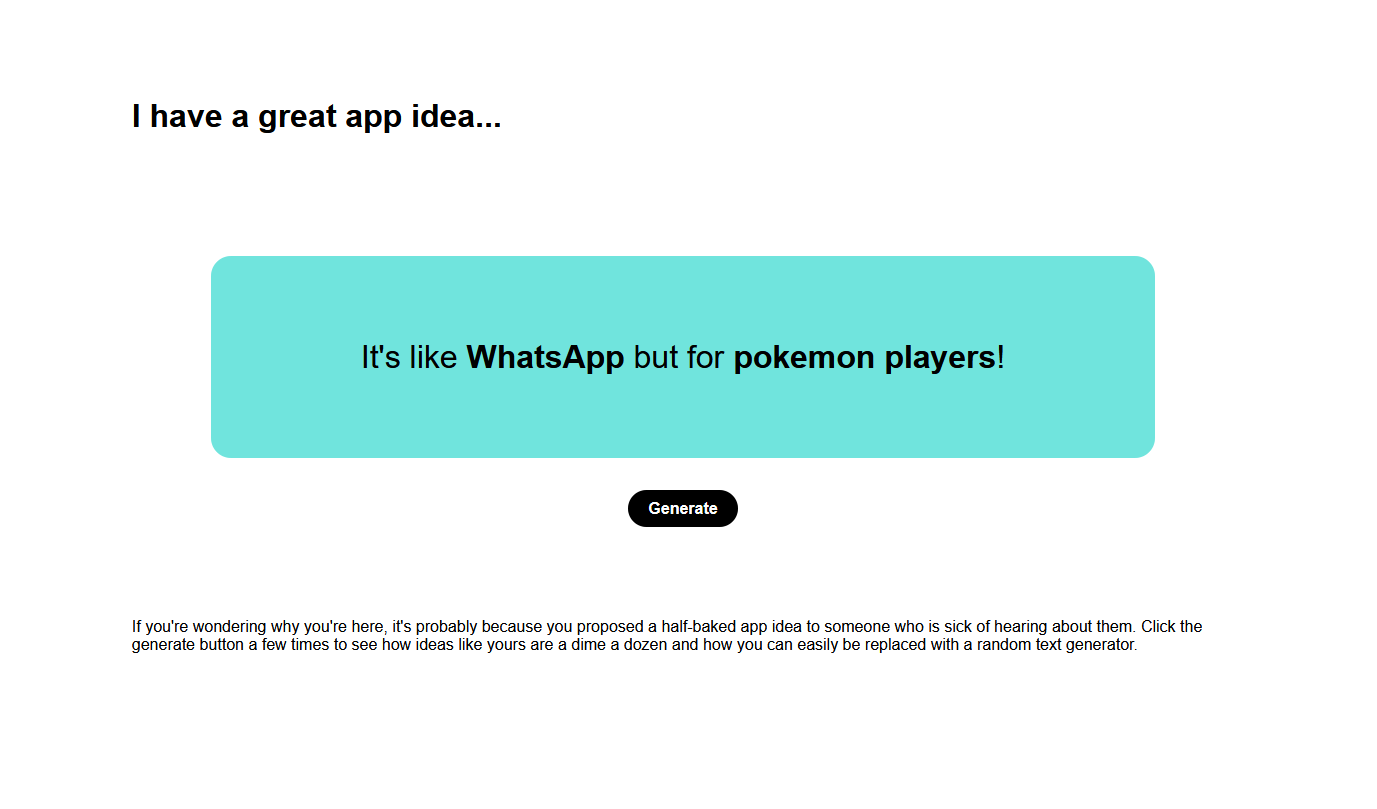 I have a great app idea...
It's like WhatsApp but for pokemon players!
Generate
If you're wondering why you're here, it's probably because you proposed a half-baked app idea to someone who is sick of hearing about them. Click the
generate button a few times to see how ideas like yours are a dime a dozen and how you can easily be replaced with a random text generator.